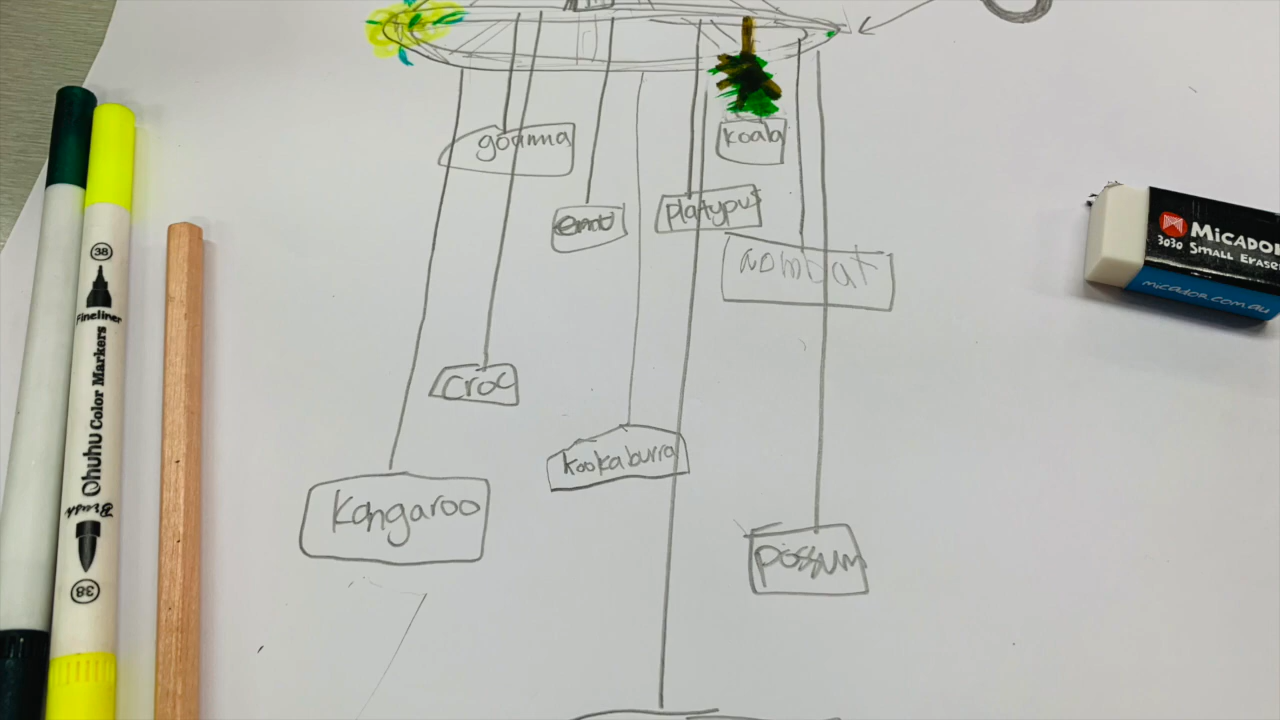 goanna
koala
emu
platypus
wombat
croc
kookaburra
kangaroo
possum
38
Fineliner
Ohuhu Color Markers
Brush
38
MICADOR
3030 SMALL ERASE
micador.com.au